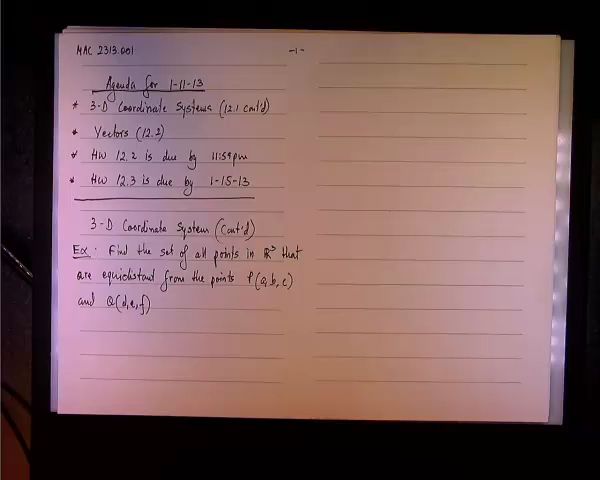 MAC 2313.001
-1-
Agenda for 1-11-13
* 3-D Coordinate Systems (12.1 cont'd)
* Vectors (12.2)
* HW 12.2 is due by 11:59pm
* HW 12.3 is due by 1-15-13
3-D Coordinate System (Cont'd)
Ex. Find the set of all points in ℝ³ that
are equidistant from the points P(a,b,c)
and Q(d,e,f)